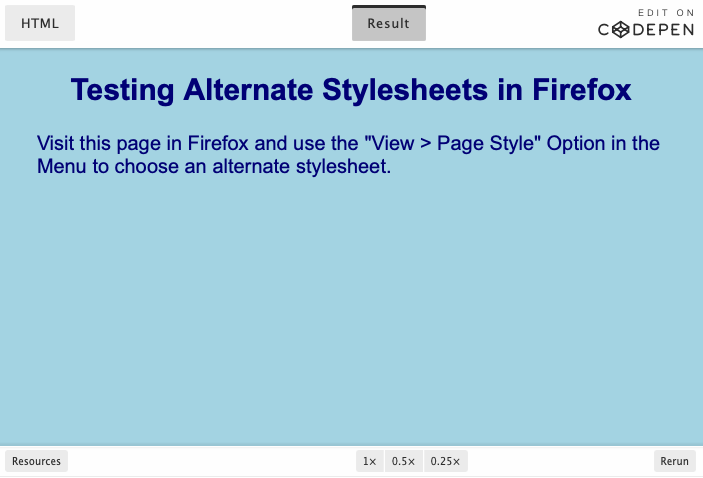 HTML
Result
EDIT ON
CODEPEN
Testing Alternate Stylesheets in Firefox
Visit this page in Firefox and use the "View > Page Style" Option in the
Menu to choose an alternate stylesheet.
Resources
1× 0.5× 0.25×
Rerun